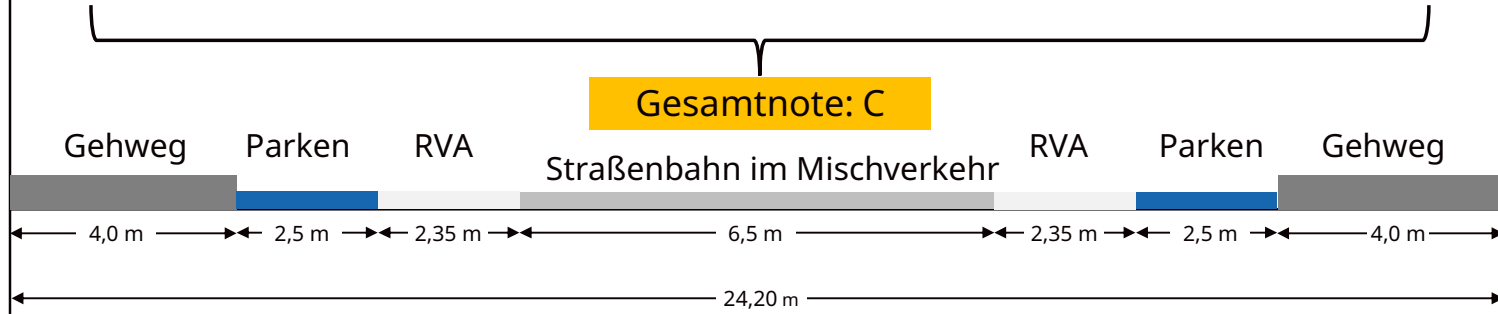 Gesamtnote: C
Gehweg Parken RVA Straßenbahn im Mischverkehr RVA Parken Gehweg
4,0 m 2,5 m 2,35 m 6,5 m 2,35 m 2,5 m 4,0 m
24,20 m